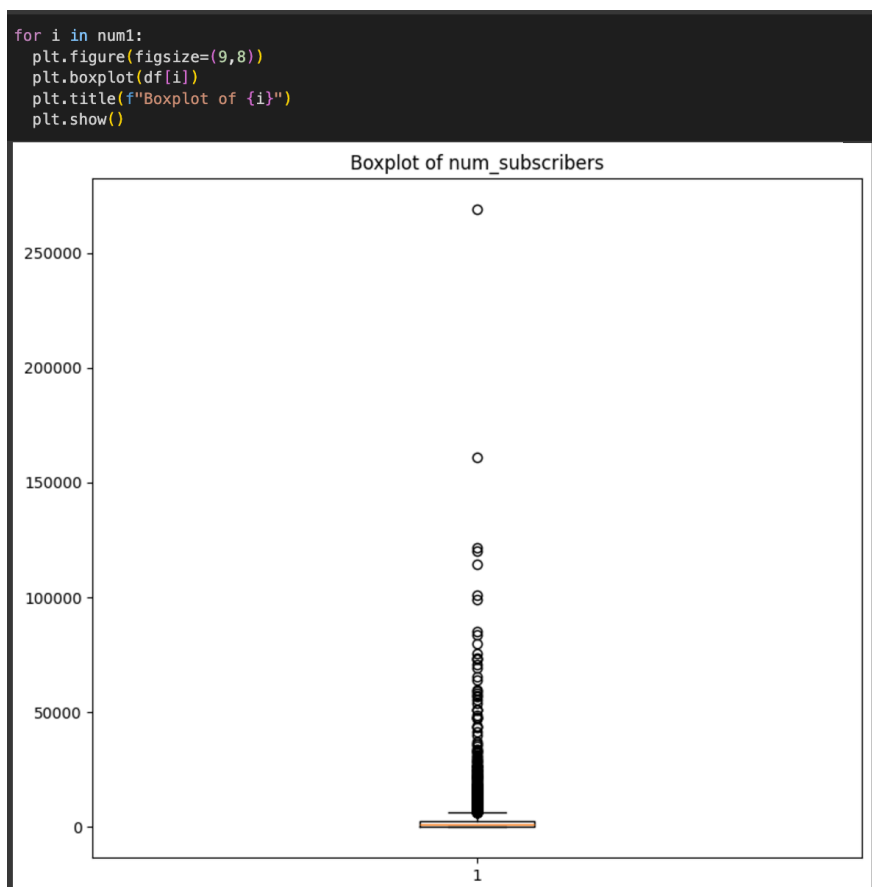 for i in num1:
  plt.figure(figsize=(9,8))
  plt.boxplot(df[i])
  plt.title(f"Boxplot of {i}")
  plt.show()
Boxplot of num_subscribers
250000
200000
150000
100000
50000
0
1